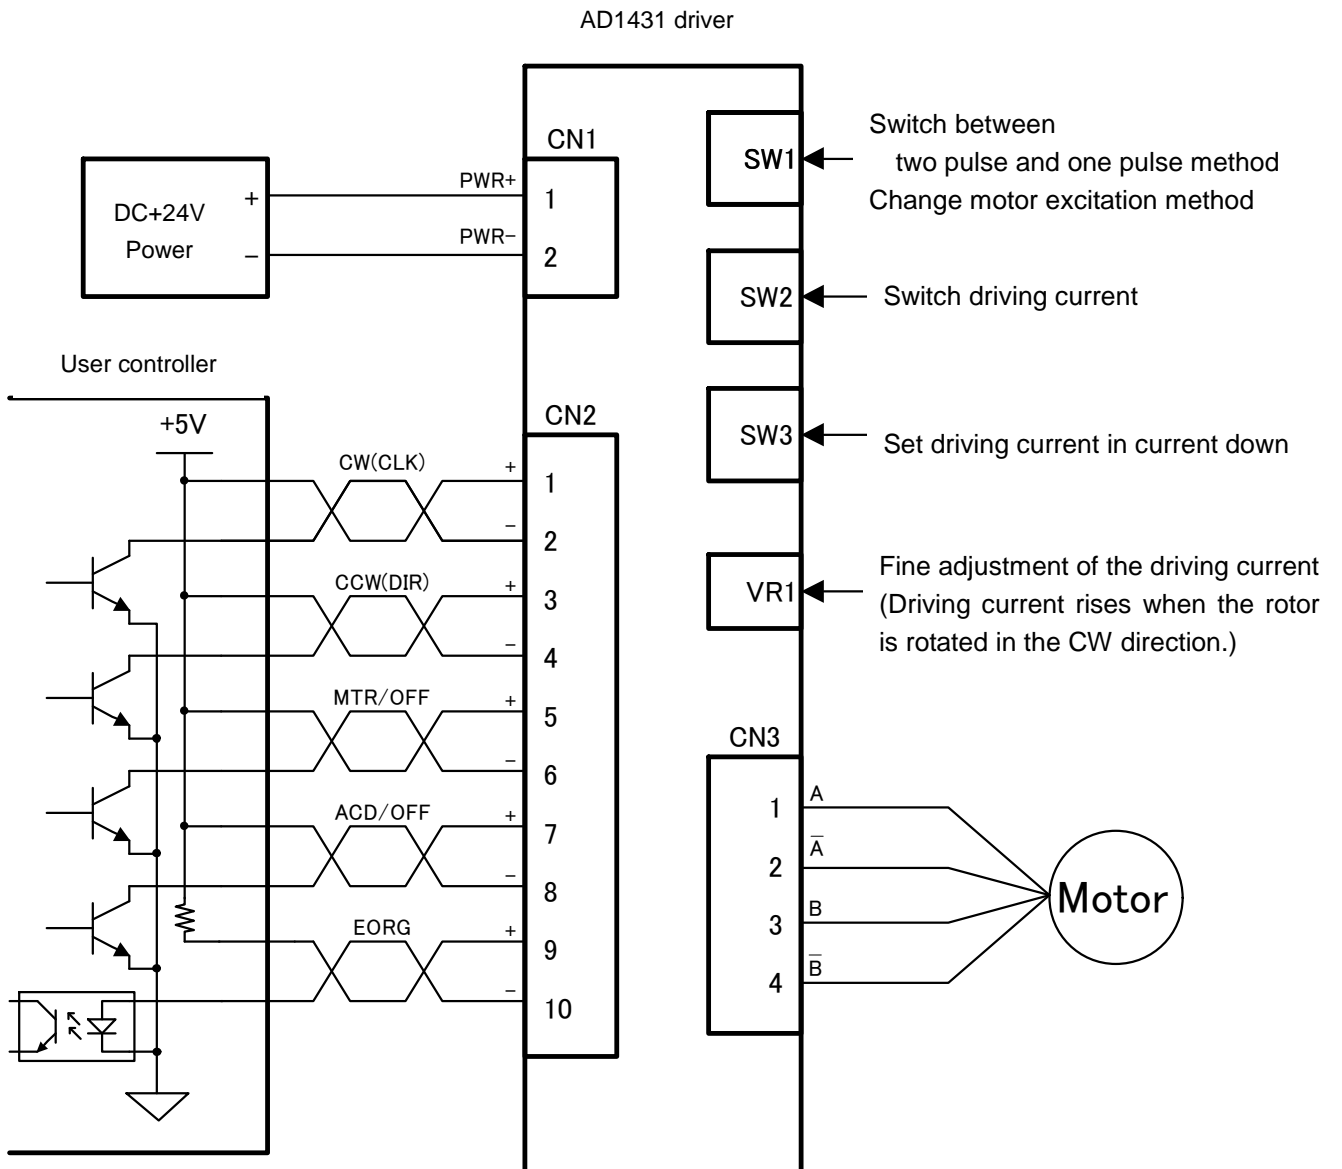 AD1431 driver
CN1
SW1
Switch between
two pulse and one pulse method
Change motor excitation method
DC+24V
Power
+
−
PWR+
PWR−
1
2
SW2
Switch driving current
User controller
+5V
CN2
SW3
Set driving current in current down
CW(CLK)
+
1
−
2
CCW(DIR)
+
3
−
4
VR1
Fine adjustment of the driving current
(Driving current rises when the rotor
is rotated in the CW direction.)
MTR/OFF
+
5
−
6
ACD/OFF
+
7
−
8
EORG
+
9
−
10
CN3
1
A
2
A̅
3
B
4
B̅
Motor